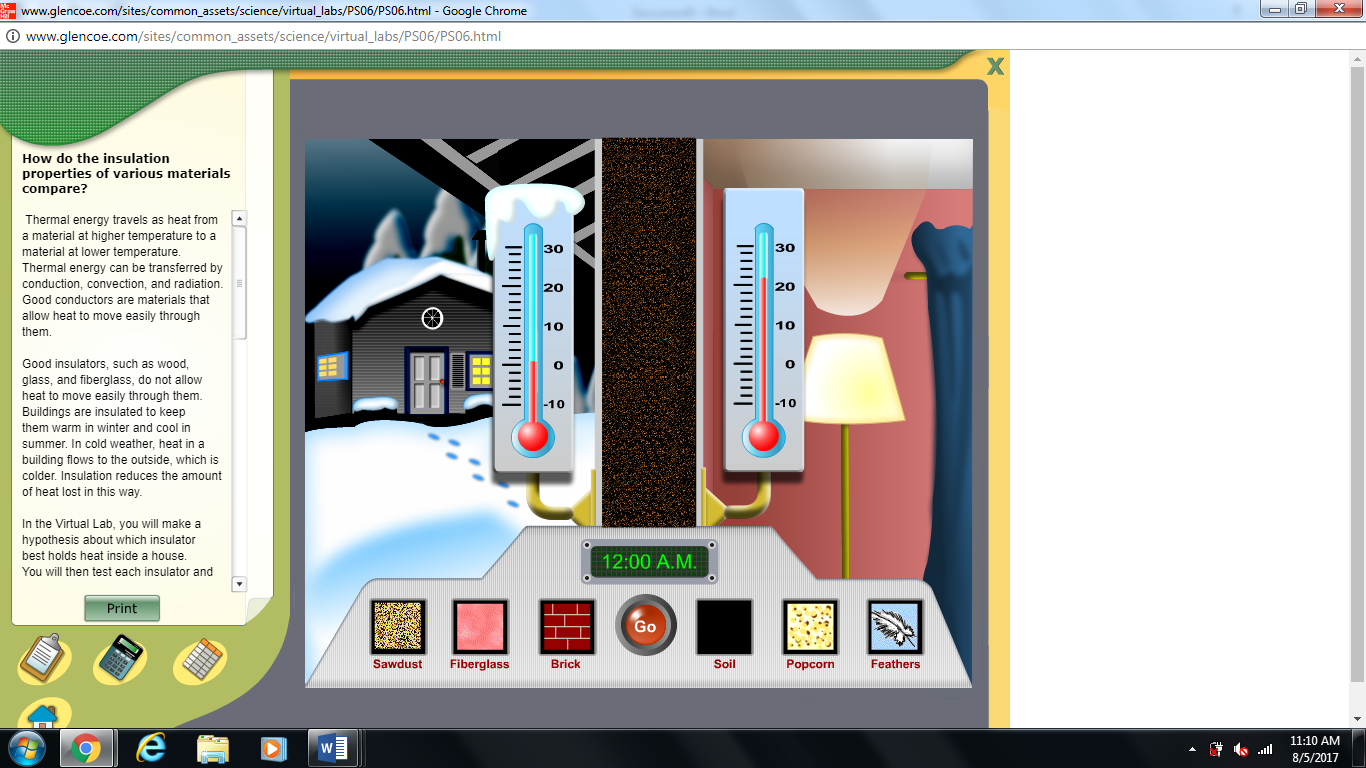 Mc
Graw
Hill
www.glencoe.com/sites/common_assets/science/virtual_labs/PS06/PS06.html - Google Chrome
www.glencoe.com/sites/common_assets/science/virtual_labs/PS06/PS06.html
X
How do the insulation
properties of various materials
compare?
Thermal energy travels as heat from
a material at higher temperature to a
material at lower temperature.
Thermal energy can be transferred by
conduction, convection, and radiation.
Good conductors are materials that
allow heat to move easily through
them.
Good insulators, such as wood,
glass, and fiberglass, do not allow
heat to move easily through them.
Buildings are insulated to keep
them warm in winter and cool in
summer. In cold weather, heat in a
building flows to the outside, which is
colder. Insulation reduces the amount
of heat lost in this way.
In the Virtual Lab, you will make a
hypothesis about which insulator
best holds heat inside a house.
You will then test each insulator and
Print
30
20
10
0
-10
30
20
10
0
-10
12:00 A.M.
Go
Sawdust
Fiberglass
Brick
Soil
Popcorn
Feathers
11:10 AM
8/5/2017